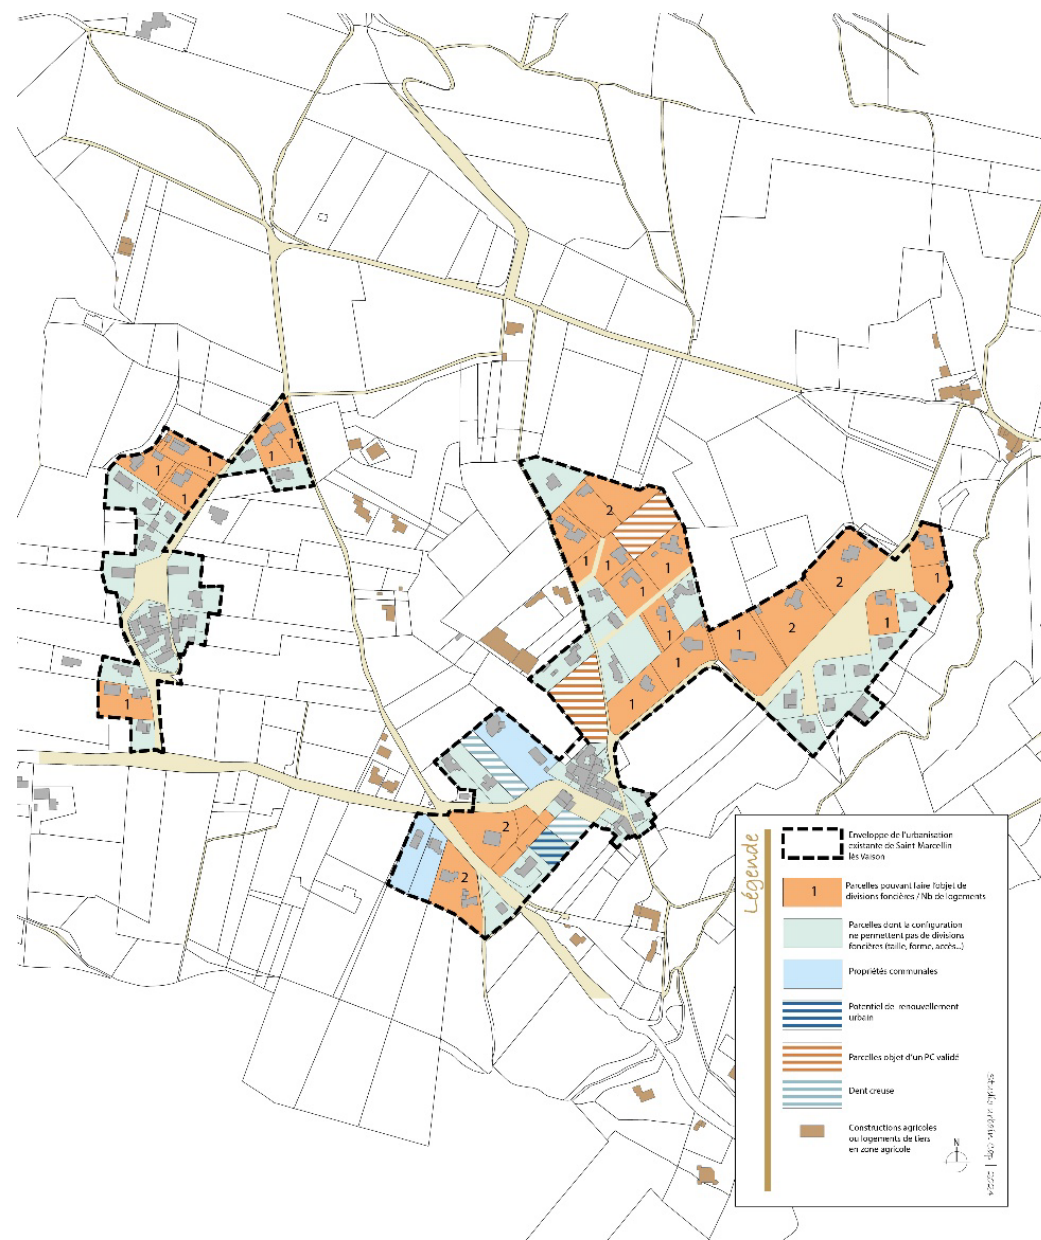 1
1
1
1
1
2
1
1
1
1
2
1
1
2
1
1
1
1
1
2
2
Légende
Enveloppe de l'urbanisation
existante de Saint Marcellin
lès Vaison
1
Parcelles pouvant faire l'objet de
divisions foncières / Nb de logements
Parcelles dont la configuration
ne permettent pas de divisions
foncières (taille, forme, accès...)
Propriétés communales
Potentiel de renouvellement
urbain
Parcelles objet d'un PC validé
Dent creuse
Constructions agricoles
ou logements de tiers
en zone agricole
N